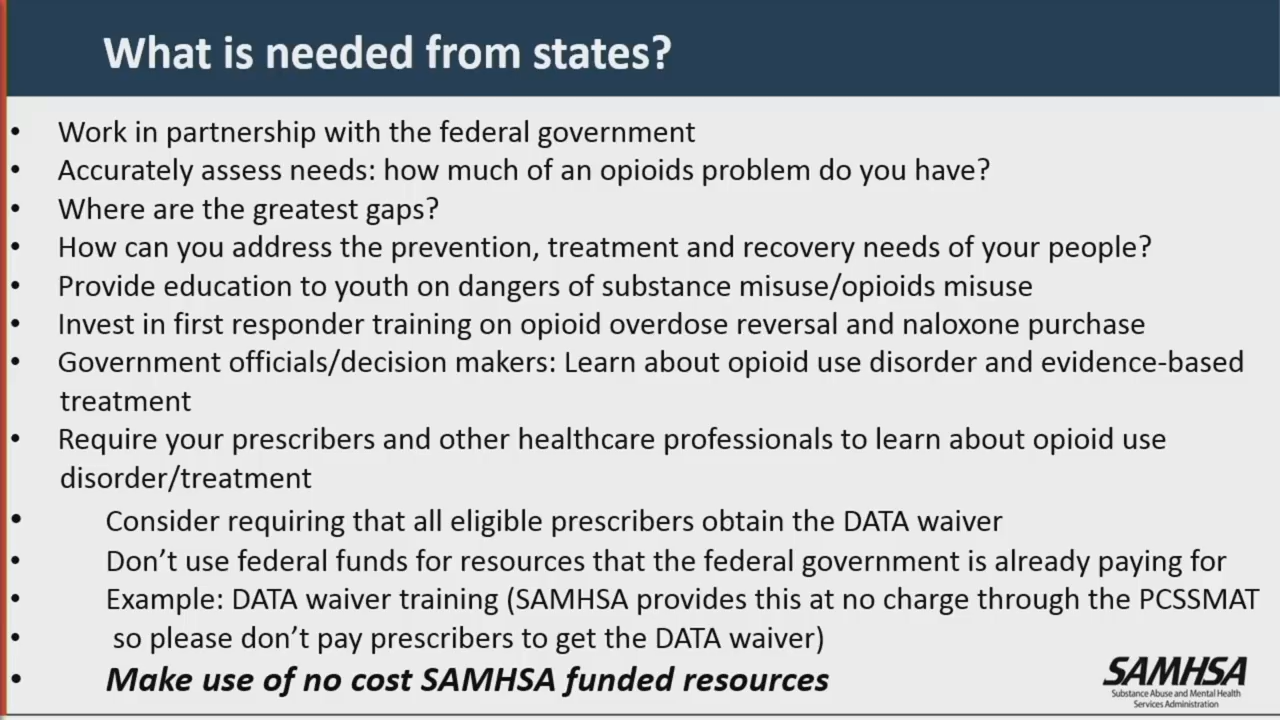 What is needed from states?
• Work in partnership with the federal government
• Accurately assess needs: how much of an opioids problem do you have?
• Where are the greatest gaps?
• How can you address the prevention, treatment and recovery needs of your people?
• Provide education to youth on dangers of substance misuse/opioids misuse
• Invest in first responder training on opioid overdose reversal and naloxone purchase
• Government officials/decision makers: Learn about opioid use disorder and evidence-based
treatment
• Require your prescribers and other healthcare professionals to learn about opioid use
disorder/treatment
• Consider requiring that all eligible prescribers obtain the DATA waiver
• Don’t use federal funds for resources that the federal government is already paying for
• Example: DATA waiver training (SAMHSA provides this at no charge through the PCSSMAT
• so please don’t pay prescribers to get the DATA waiver)
• Make use of no cost SAMHSA funded resources
SAMHSA
Substance Abuse and Mental Health
Services Administration